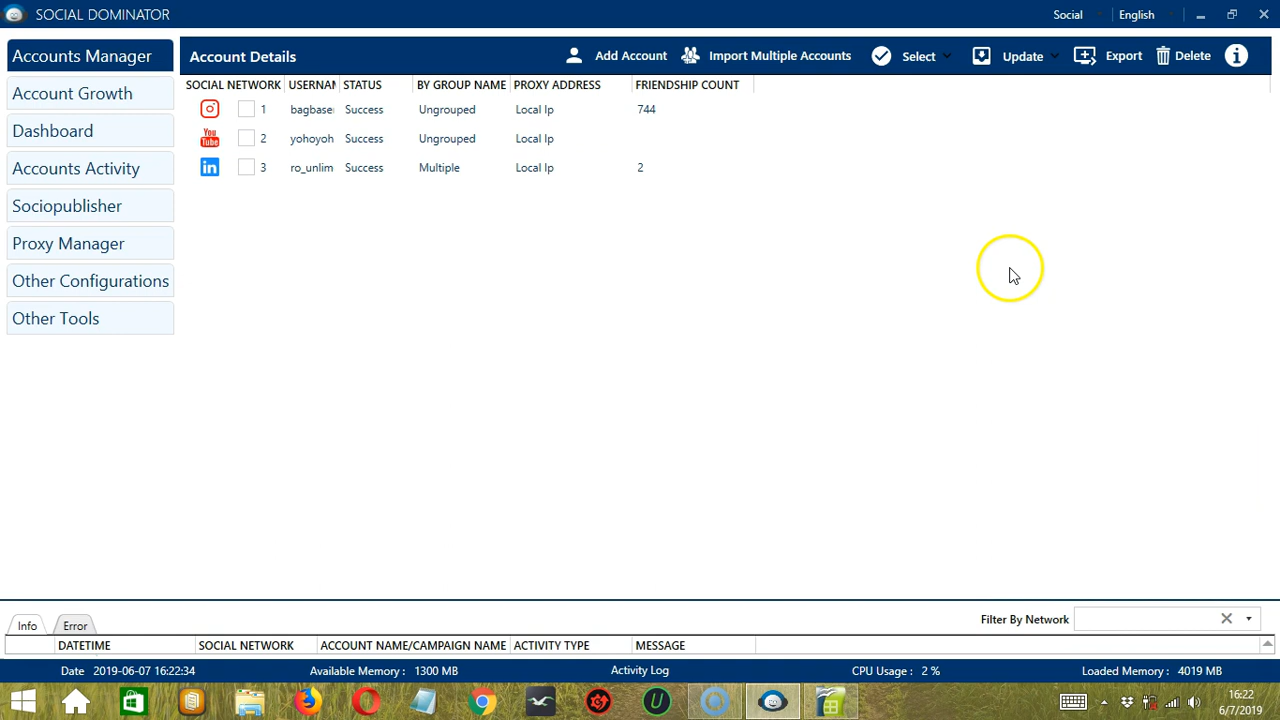 SOCIAL DOMINATOR
Social
English
Accounts Manager
Account Growth
Dashboard
Accounts Activity
Sociopublisher
Proxy Manager
Other Configurations
Other Tools
Account Details
Add Account
Import Multiple Accounts
Select
Update
Export
Delete
SOCIAL NETWORK USERNAM STATUS BY GROUP NAME PROXY ADDRESS FRIENDSHIP COUNT
1 bagbase Success Ungrouped Local Ip 744
You Tube 2 yohoyoh Success Ungrouped Local Ip
in 3 ro_unlim Success Multiple Local Ip 2
Info Error
Filter By Network
DATETIME SOCIAL NETWORK ACCOUNT NAME/CAMPAIGN NAME ACTIVITY TYPE MESSAGE
Date 2019-06-07 16:22:34 Available Memory : 1300 MB Activity Log CPU Usage : 2 % Loaded Memory : 4019 MB
16:22
6/7/2019